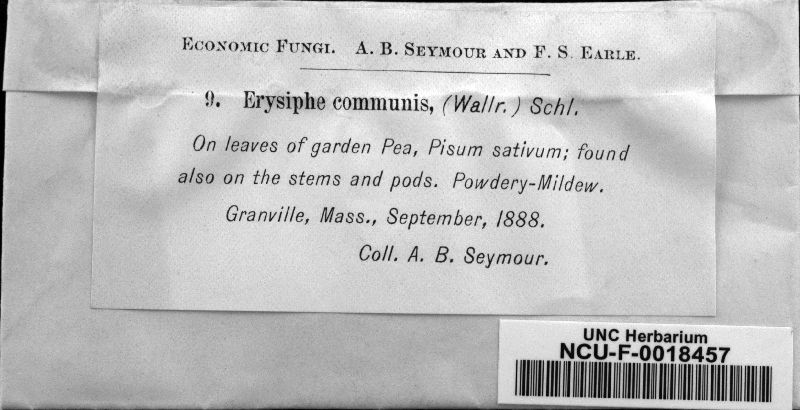 ECONOMIC FUNGI. A. B. SEYMOUR AND F. S. EARLE.
9. Erysiphe communis, (Wallr.) Schl.
On leaves of garden Pea, Pisum sativum; found
also on the stems and pods. Powdery-Mildew.
Granville, Mass., September, 1888.
Coll. A. B. Seymour.
UNC Herbarium
NCU-F-0018457